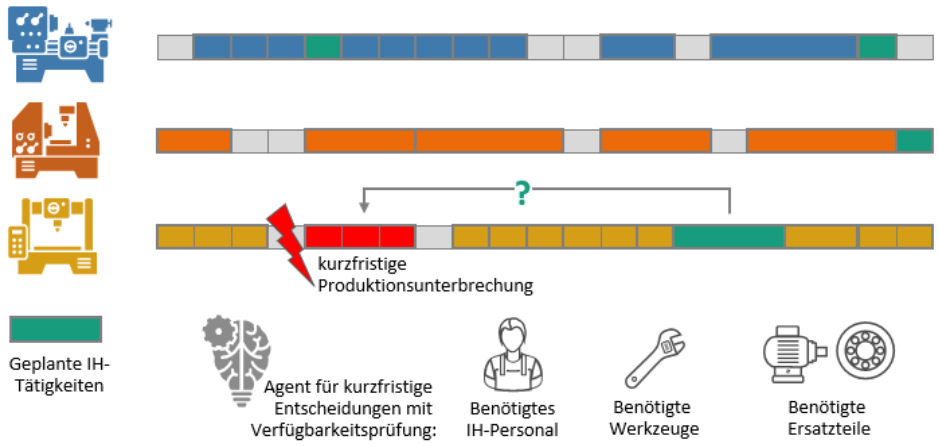 ?
kurzfristige
Produktionsunterbrechung
Geplante IH-
Tätigkeiten
Agent für kurzfristige
Entscheidungen mit
Verfügbarkeitsprüfung:
Benötigtes
IH-Personal
Benötigte
Werkzeuge
Benötigte
Ersatzteile